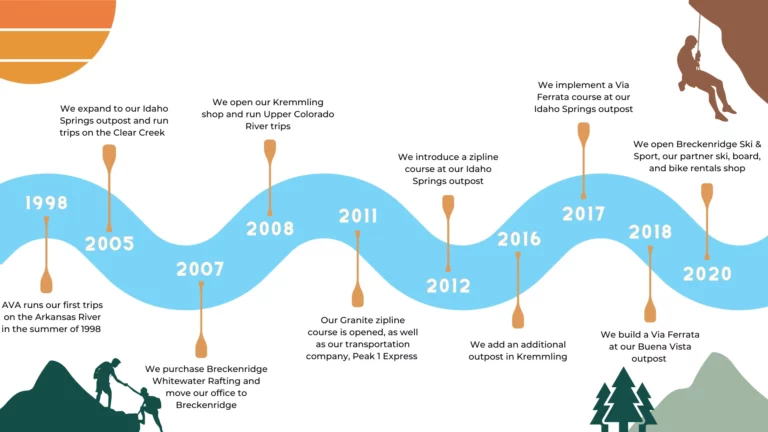 1998
AVA runs our first trips
on the Arkansas River
in the summer of 1998
We expand to our Idaho
Springs outpost and run
trips on the Clear Creek
2005
2007
We purchase Breckenridge
Whitewater Rafting and
move our office to
Breckenridge
We open our Kremmling
shop and run Upper Colorado
River trips
2008
2011
Our Granite zipline
course is opened, as well
as our transportation
company, Peak 1 Express
We introduce a zipline
course at our Idaho
Springs outpost
2012
2016
We add an additional
outpost in Kremmling
We implement a Via
Ferrata course at our
Idaho Springs outpost
2017
2018
We build a Via Ferrata
at our Buena Vista
outpost
We open Breckenridge Ski &
Sport, our partner ski, board,
and bike rentals shop
2020